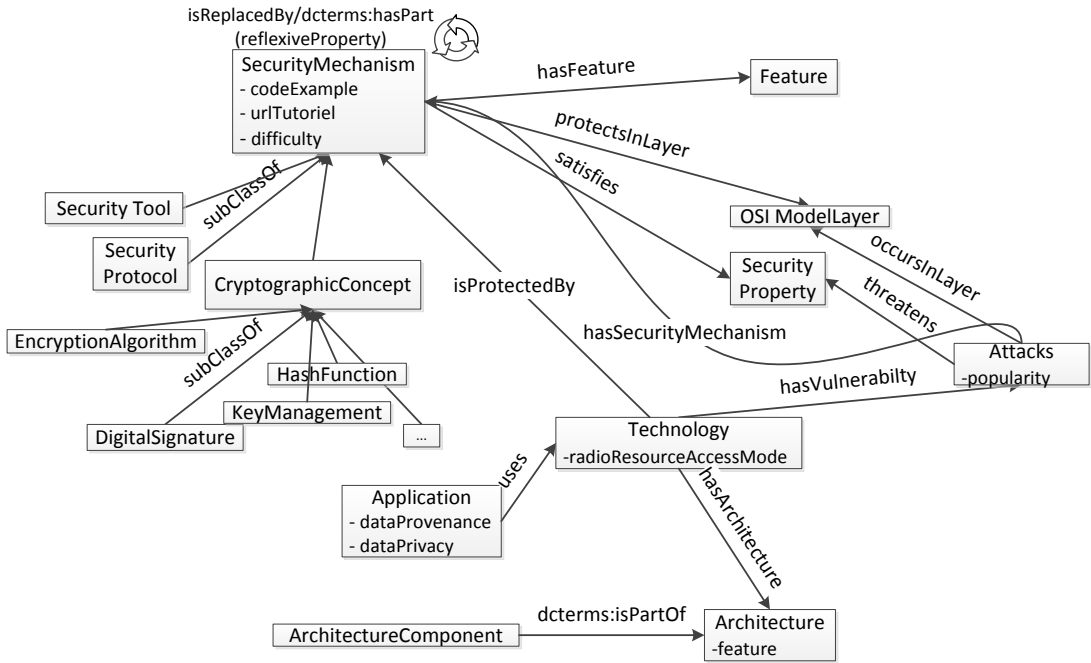 isReplacedBy/dcterms:hasPart
(reflexiveProperty)
SecurityMechanism
- codeExample
- urlTutoriel
- difficulty
hasFeature
Feature
protectsInLayer
satisfies
OSI ModelLayer
Security Tool
subClassOf
Security
Protocol
Security
Property
occursInLayer
threatens
CryptographicConcept
isProtectedBy
hasSecurityMechanism
EncryptionAlgorithm
subClassOf
HashFunction
KeyManagement
DigitalSignature
...
Attacks
-popularity
hasVulnerabilty
Technology
-radioResourceAccessMode
uses
hasArchitecture
Application
- dataProvenance
- dataPrivacy
dcterms:isPartOf
ArchitectureComponent
Architecture
-feature